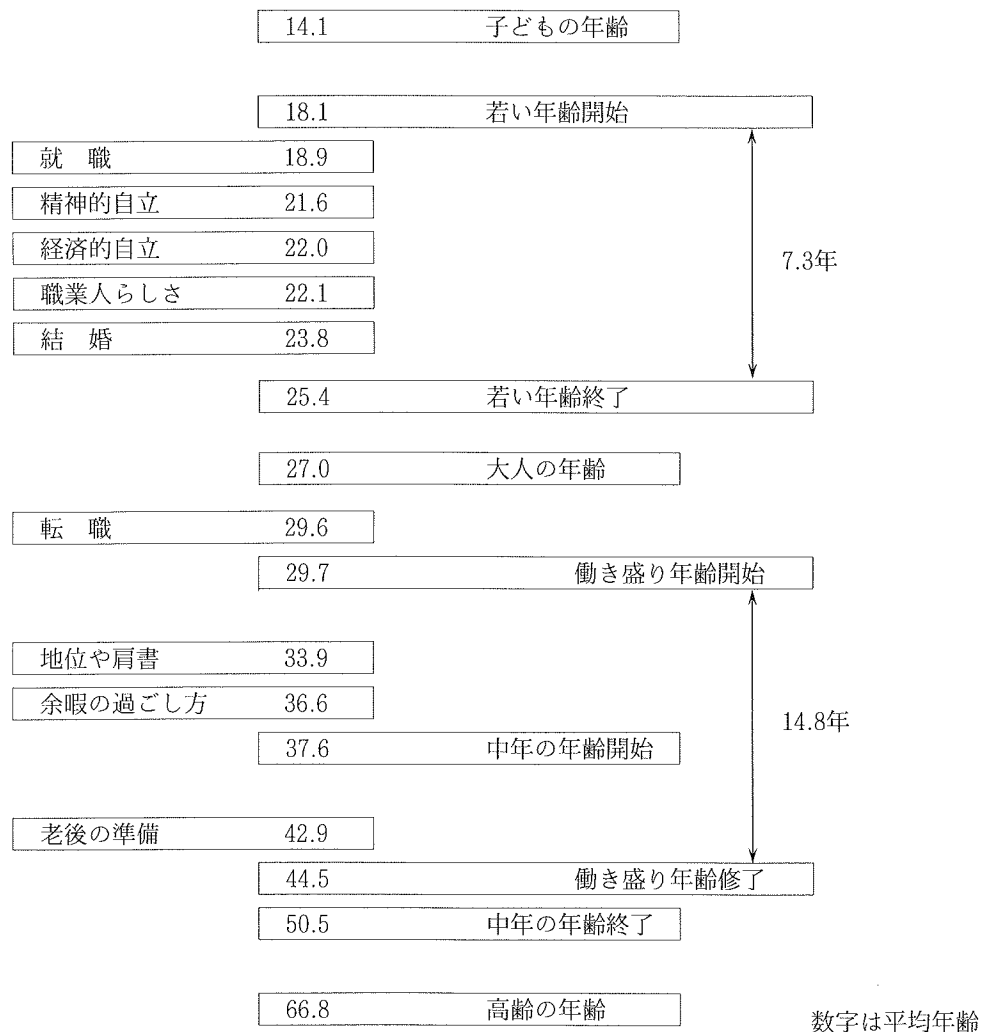 14.1 子どもの年齢
18.1 若い年齢開始
就 職 18.9
精神的自立 21.6
経済的自立 22.0
職業人らしさ 22.1
7.3年
結 婚 23.8
25.4 若い年齢終了
27.0 大人の年齢
転 職 29.6
29.7 働き盛り年齢開始
地位や肩書 33.9
余暇の過ごし方 36.6
14.8年
37.6 中年の年齢開始
老後の準備 42.9
44.5 働き盛り年齢修了
50.5 中年の年齢終了
66.8 高齢の年齢
数字は平均年齢